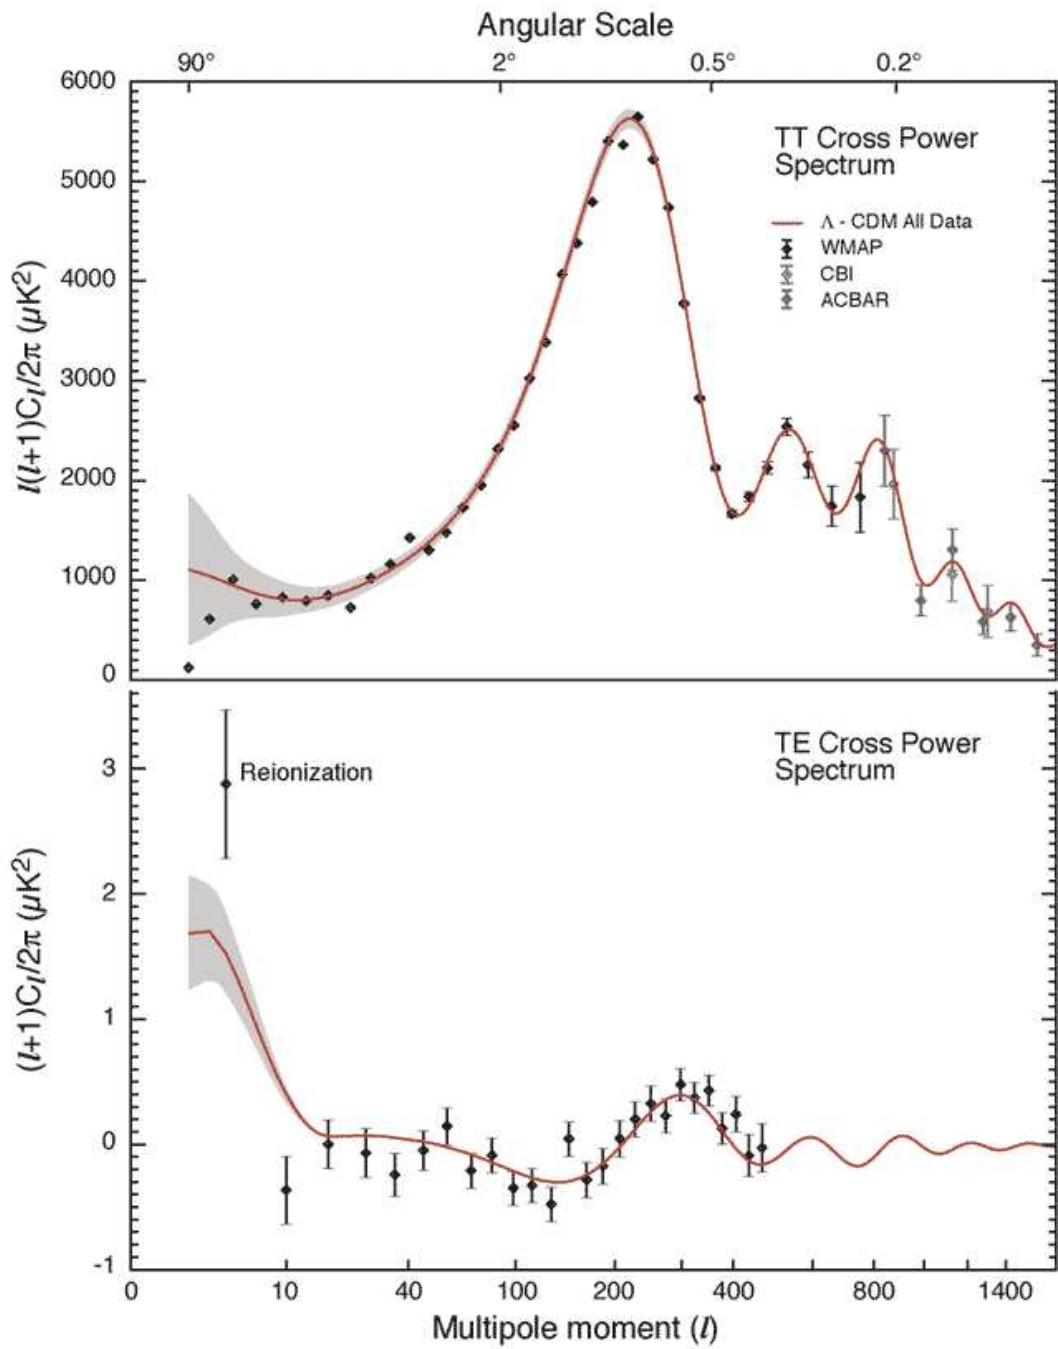 Angular Scale
90° 2° 0.5° 0.2°
6000
5000
4000
3000
2000
1000
0
l(l+1)Cl/2π (μK²)
TT Cross Power
Spectrum
Λ - CDM All Data
WMAP
CBI
ACBAR
3
2
1
0
-1
(l+1)Cl/2π (μK²)
Reionization
TE Cross Power
Spectrum
0 10 40 100 200 400 800 1400
Multipole moment (l)